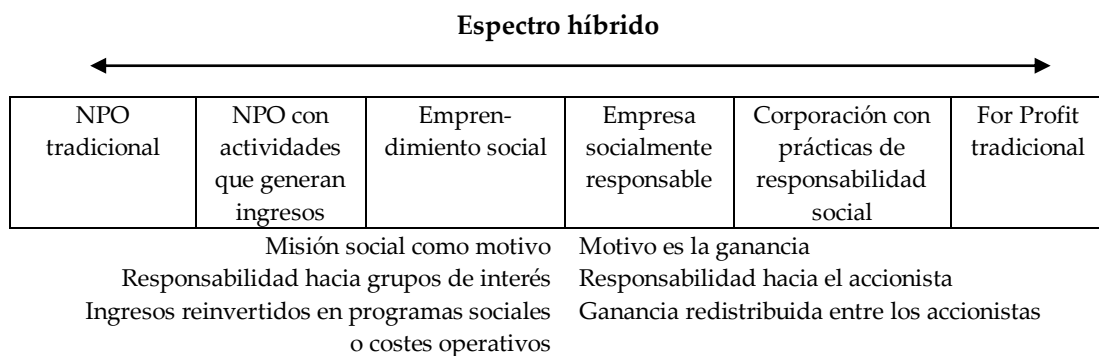 Espectro híbrido
NPO
tradicional
NPO con
actividades
que generan
ingresos
Empren-
dimiento social
Empresa
socialmente
responsable
Corporación con
prácticas de
responsabilidad
social
For Profit
tradicional
Misión social como motivo
Responsabilidad hacia grupos de interés
Ingresos reinvertidos en programas sociales
o costes operativos
Motivo es la ganancia
Responsabilidad hacia el accionista
Ganancia redistribuida entre los accionistas